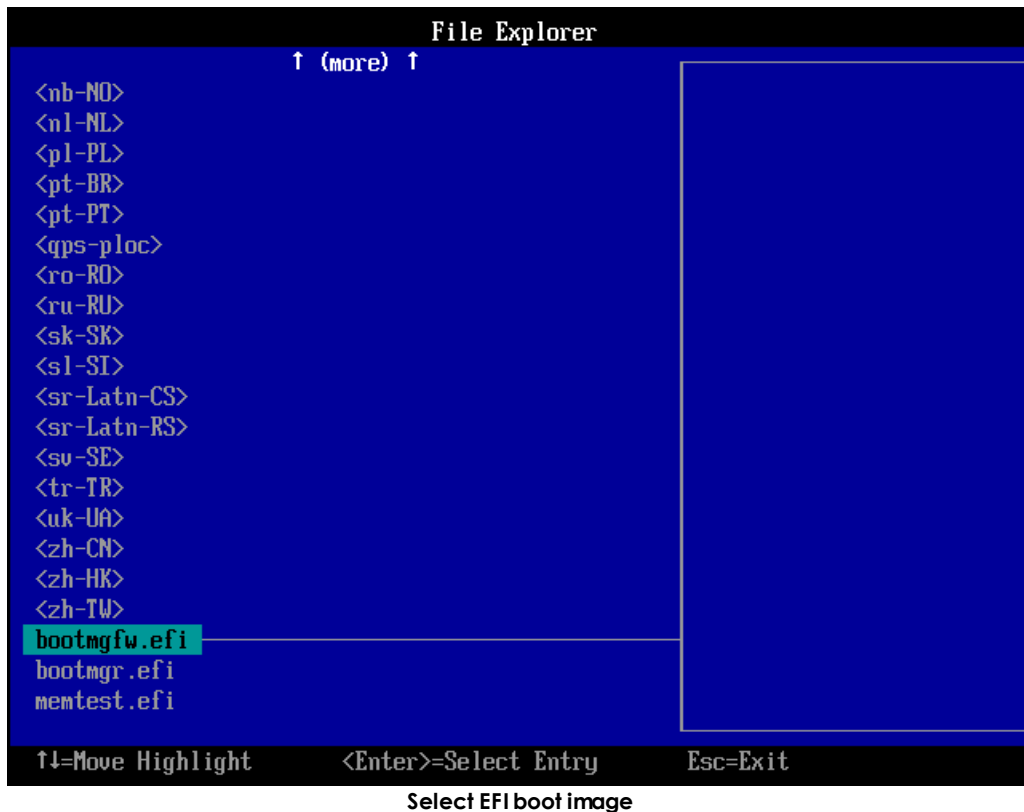 File Explorer
↑ (more) ↑
<nb-NO>
<nl-NL>
<pl-PL>
<pt-BR>
<pt-PT>
<qps-ploc>
<ro-RO>
<ru-RU>
<sk-SK>
<sl-SI>
<sr-Latn-CS>
<sr-Latn-RS>
<sv-SE>
<tr-TR>
<uk-UA>
<zh-CN>
<zh-HK>
<zh-TW>
bootmgfw.efi
bootmgr.efi
memtest.efi
↑↓=Move Highlight <Enter>=Select Entry Esc=Exit
Select EFI boot image